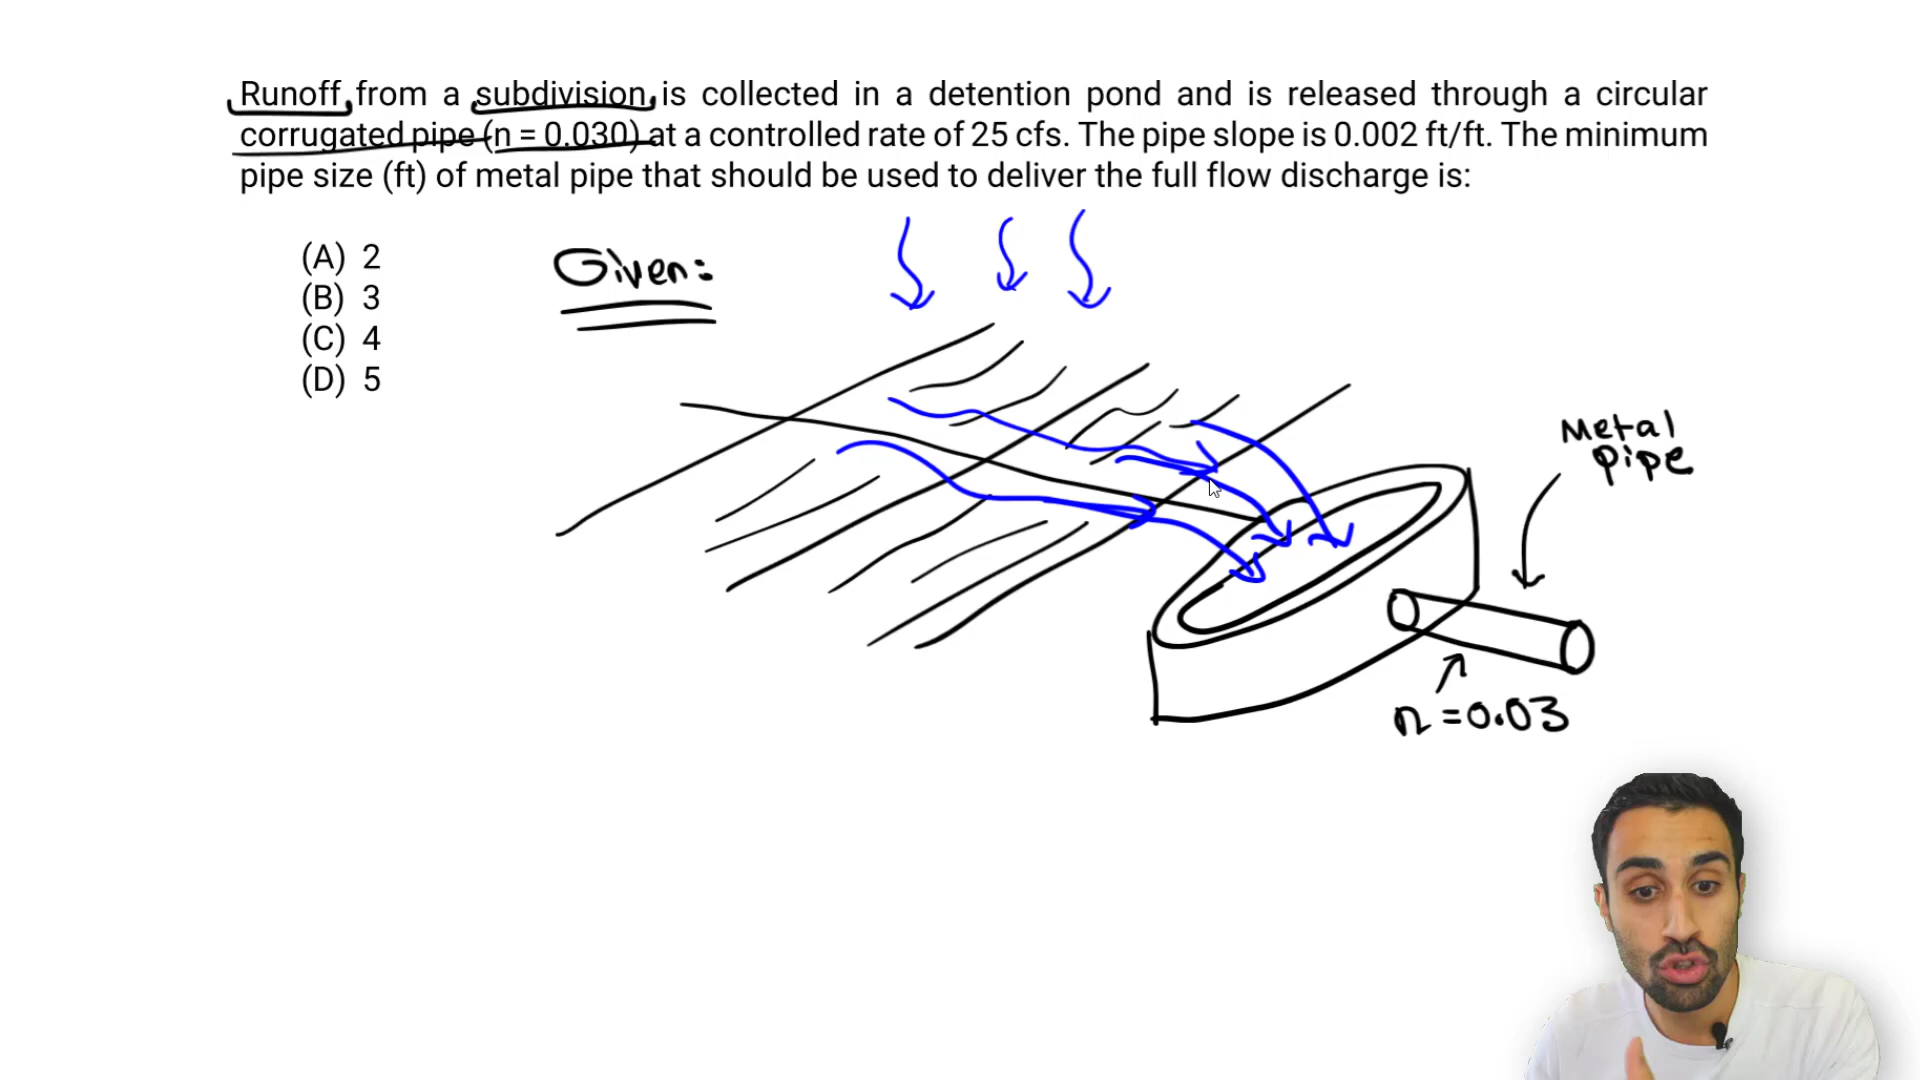 Runoff from a subdivision is collected in a detention pond and is released through a circular
corrugated pipe (n = 0.030) at a controlled rate of 25 cfs. The pipe slope is 0.002 ft/ft. The minimum
pipe size (ft) of metal pipe that should be used to deliver the full flow discharge is:
(A) 2
(B) 3
(C) 4
(D) 5
Given:
Metal
pipe
n = 0.03